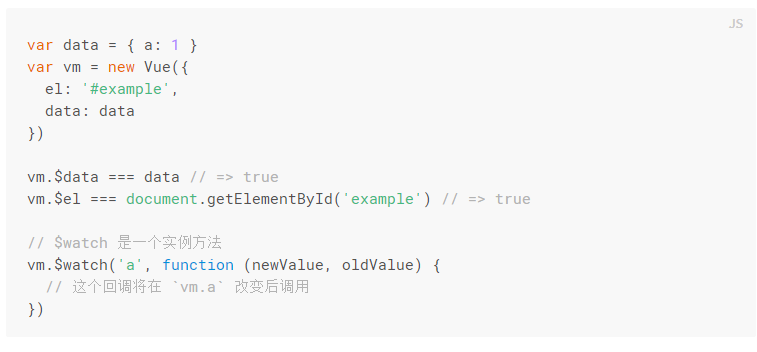 JS
var data = { a: 1 }
var vm = new Vue({
  el: '#example',
  data: data
})

vm.$data === data // => true
vm.$el === document.getElementById('example') // => true

// $watch 是一个实例方法
vm.$watch('a', function (newValue, oldValue) {
  // 这个回调将在 `vm.a` 改变后调用
})